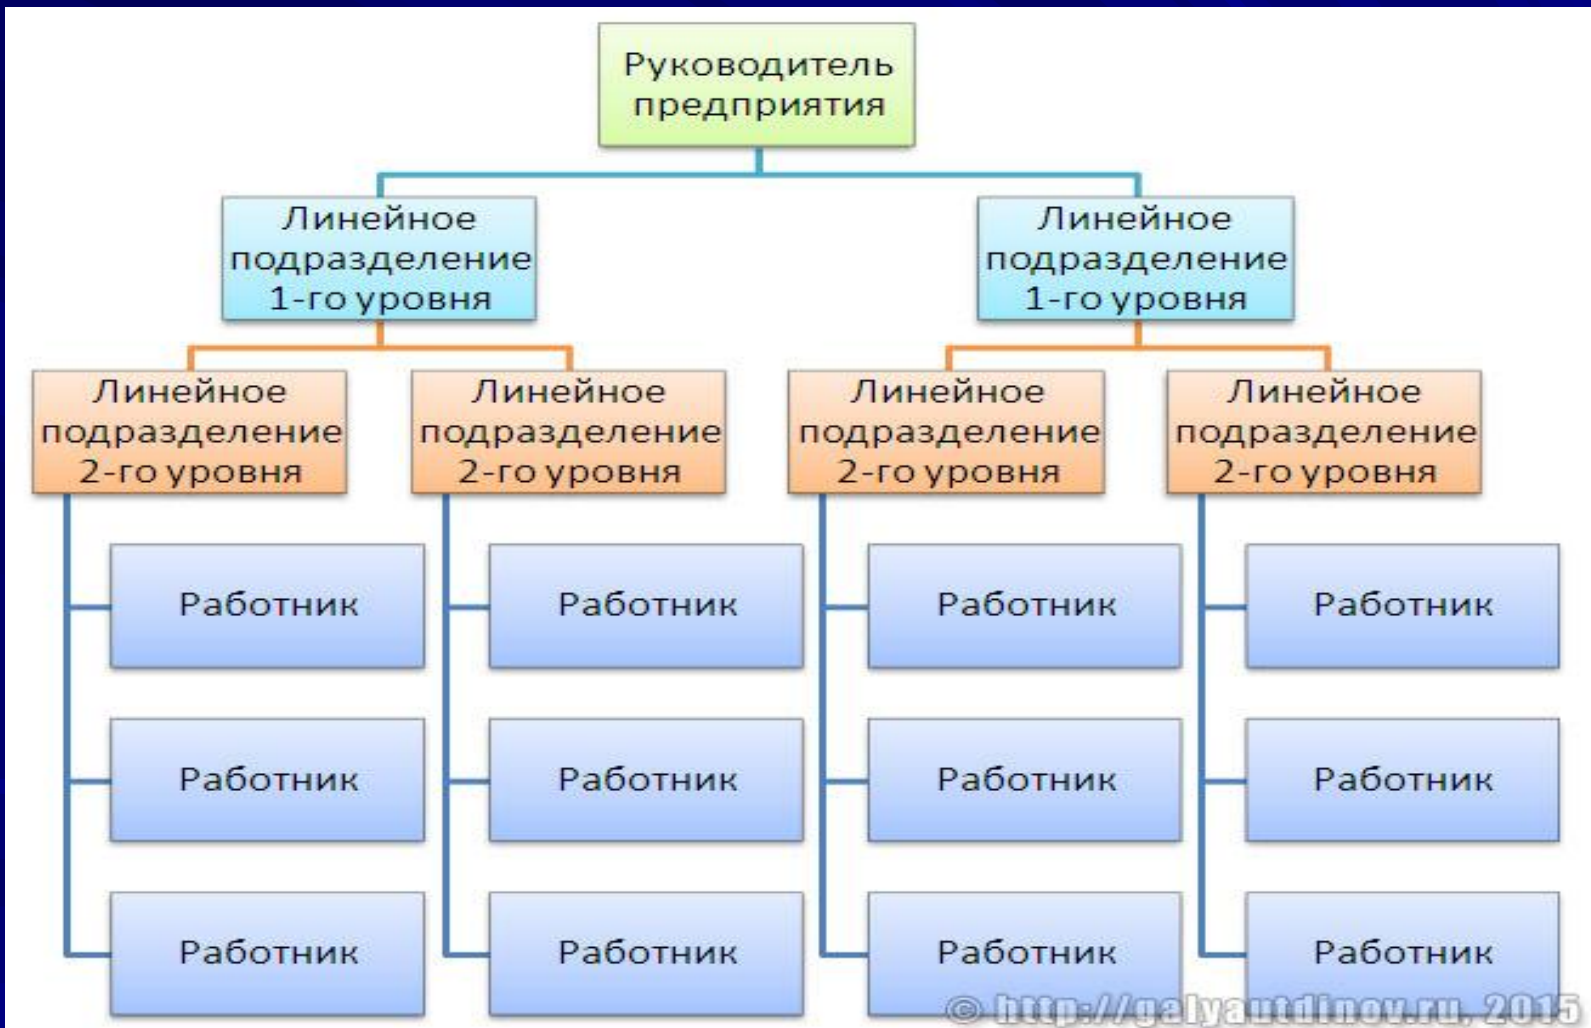 Руководитель
предприятия
Линейное
подразделение
1-го уровня
Линейное
подразделение
1-го уровня
Линейное
подразделение
2-го уровня
Линейное
подразделение
2-го уровня
Линейное
подразделение
2-го уровня
Линейное
подразделение
2-го уровня
Работник
Работник
Работник
Работник
Работник
Работник
Работник
Работник
Работник
Работник
Работник
Работник
© http://galyautdinov.ru, 2015